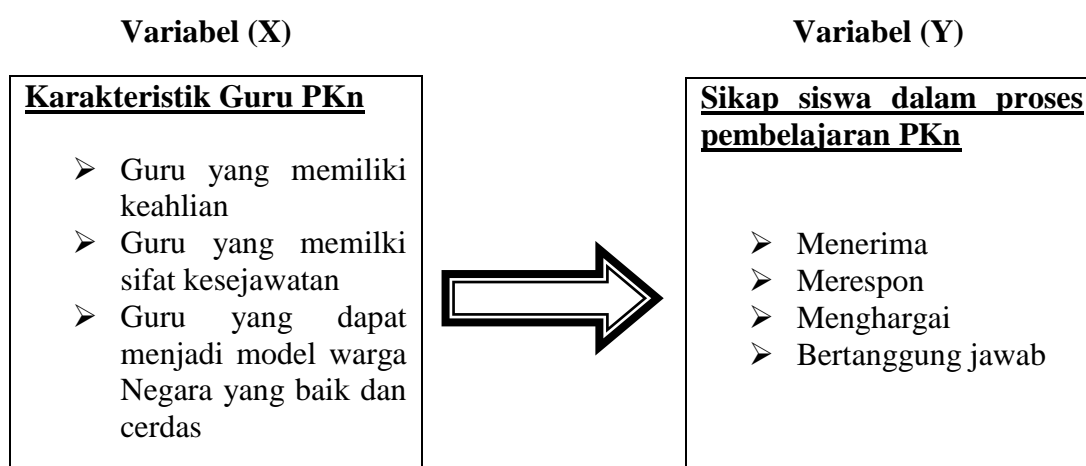 Variabel (X)
Variabel (Y)
Karakteristik Guru PKn
➢ Guru yang memiliki
keahlian
➢ Guru yang memilki
sifat kesejawatan
➢ Guru yang dapat
menjadi model warga
Negara yang baik dan
cerdas
Sikap siswa dalam proses
pembelajaran PKn
➢ Menerima
➢ Merespon
➢ Menghargai
➢ Bertanggung jawab